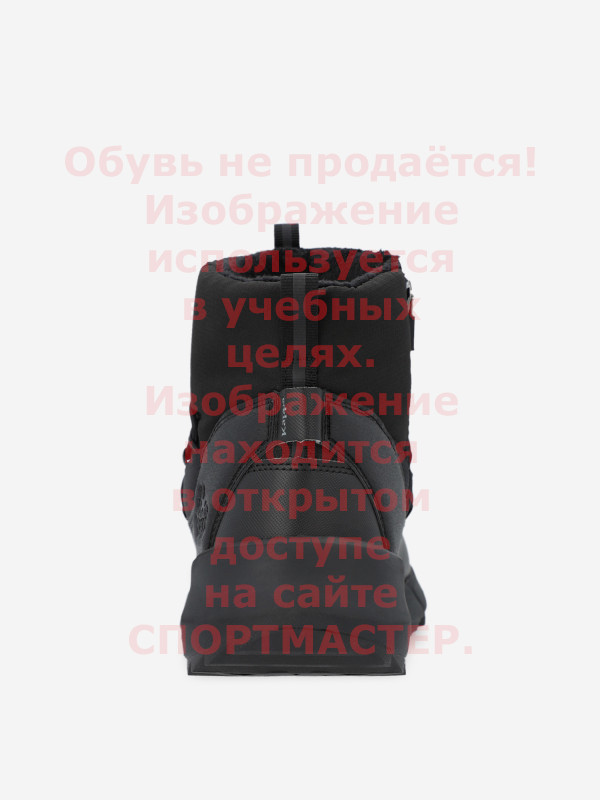 Обувь не продаётся!
Изображение
используется
в учебных
целях.
Изображение
находится
в открытом
доступе
на сайте
СПОРТМАСТЕР.
Kappa